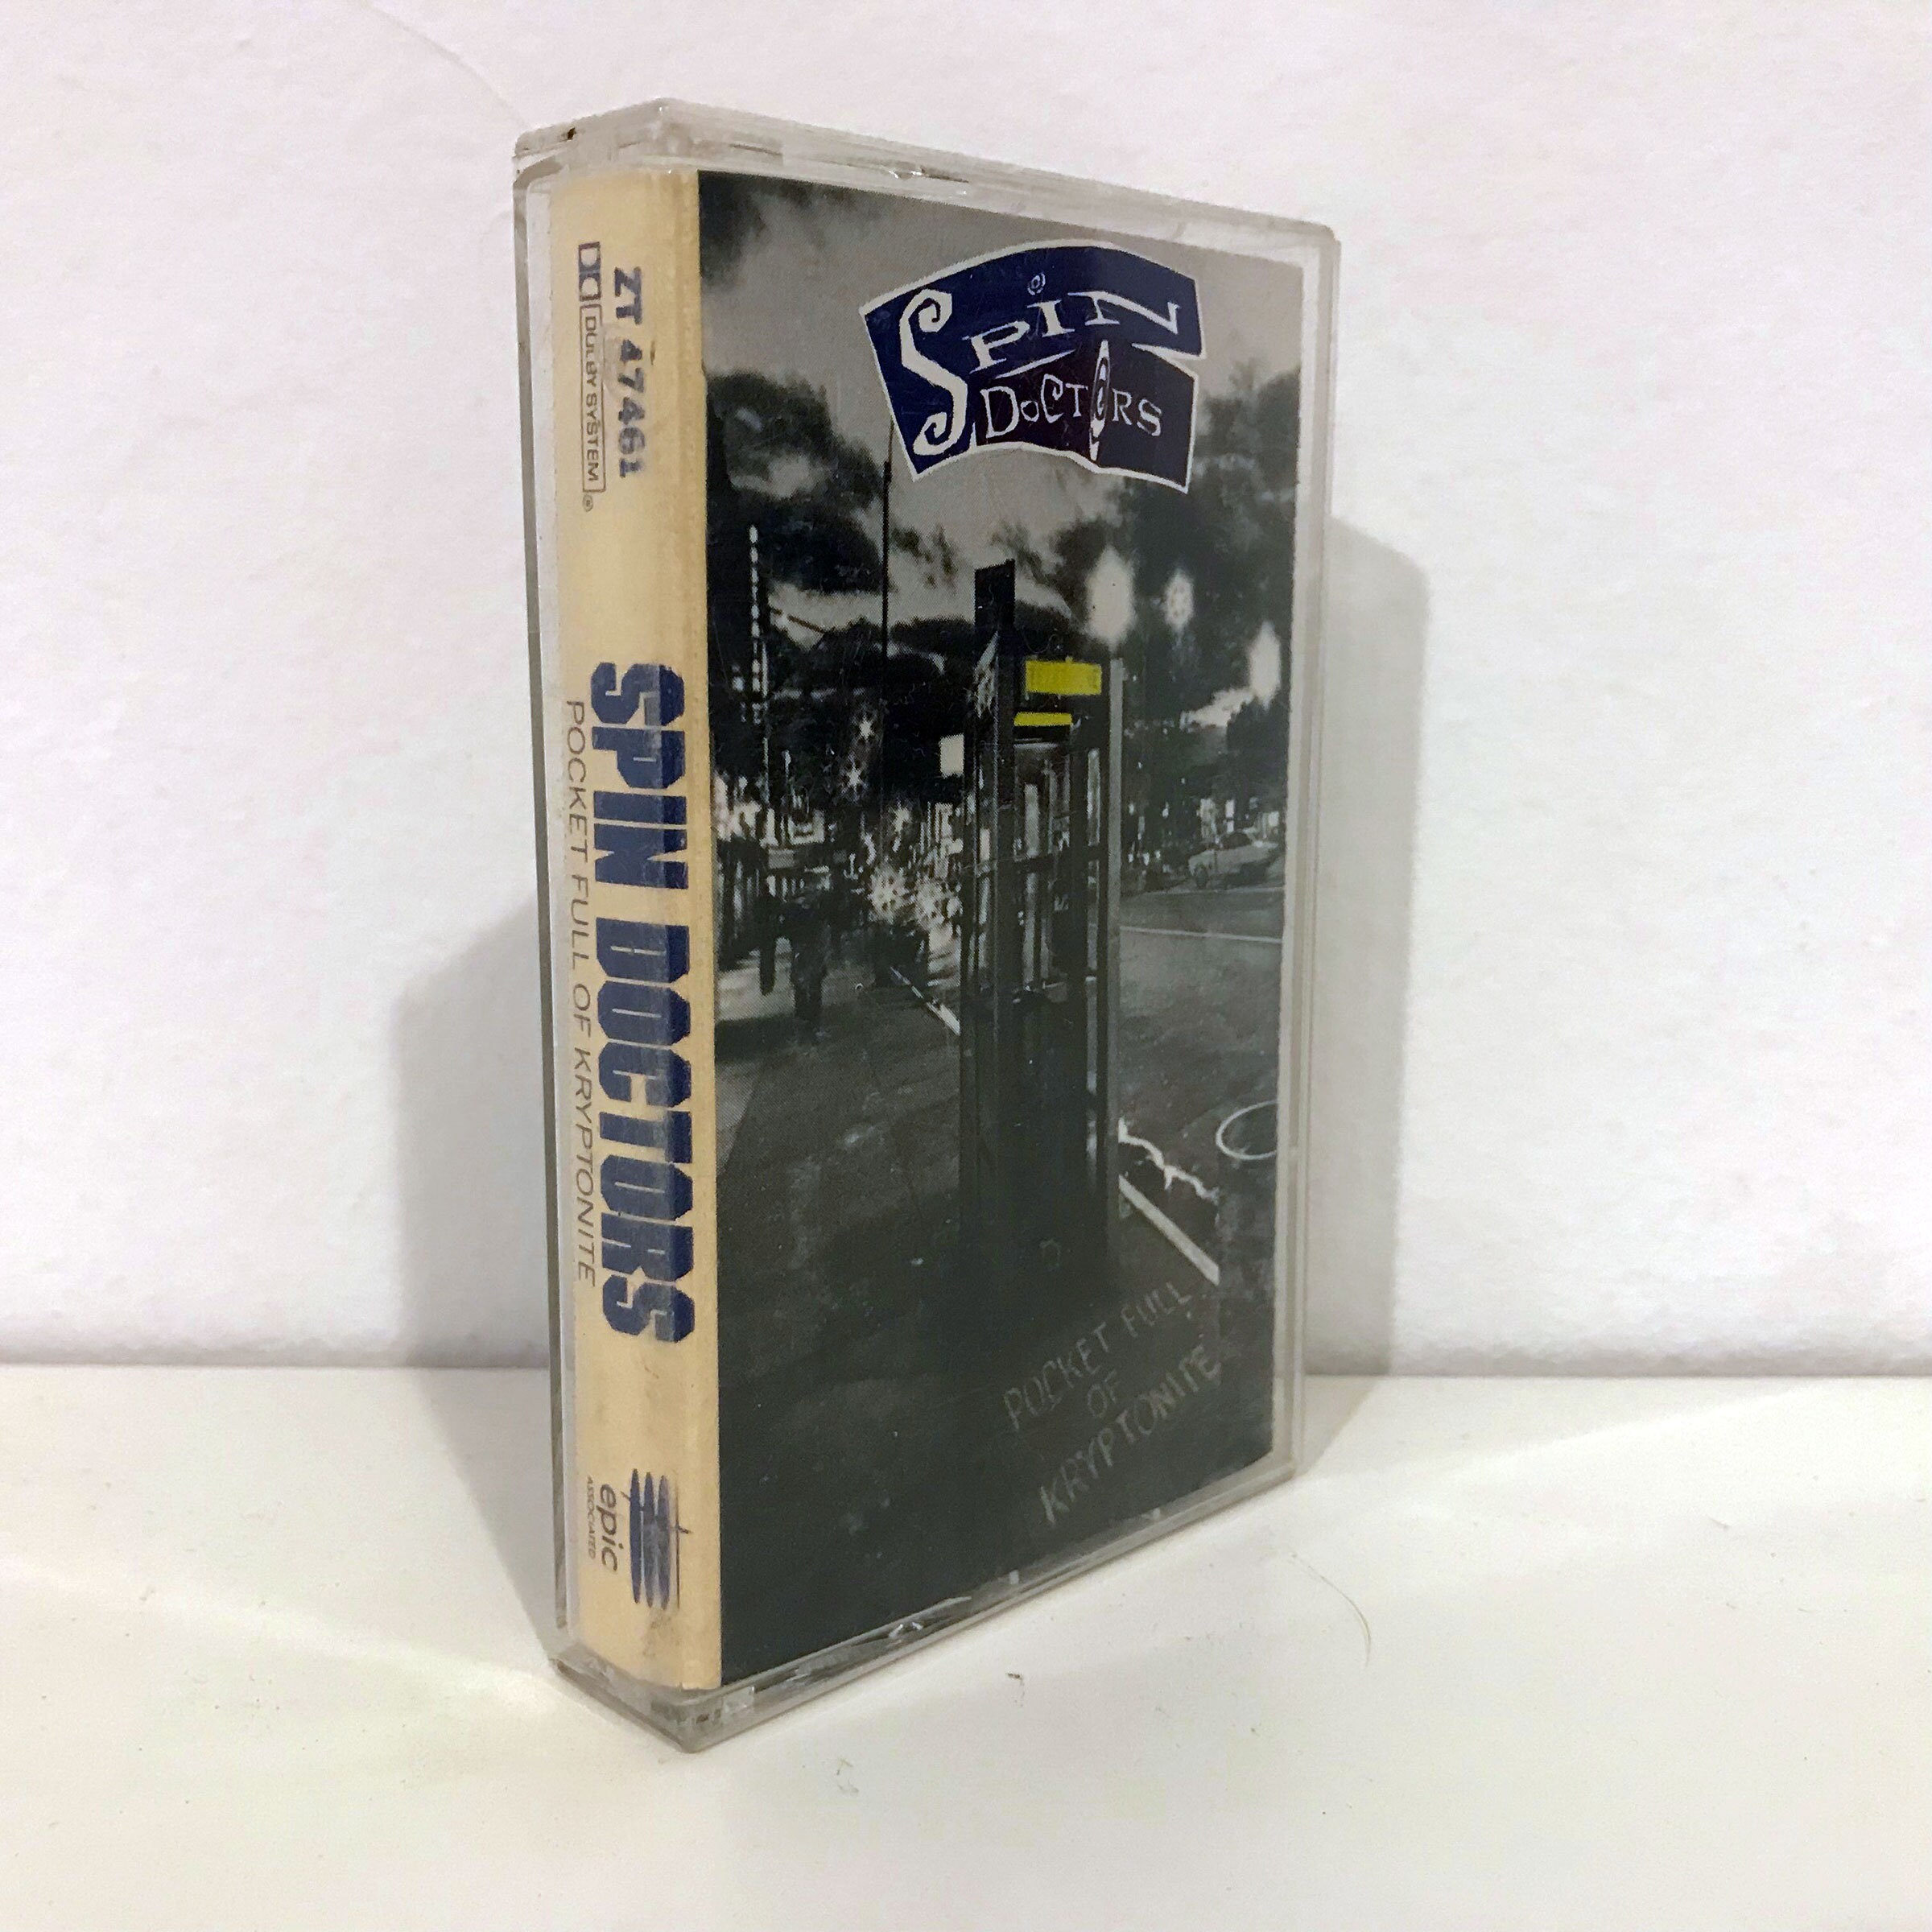 ZT 47461
DOLBY SYSTEM®
SPIN DOCTORS
POCKET FULL OF KRYPTONITE
epic
ASSOCIATED
SPIN
DOCTORS
POCKET FULL
OF
KRYPTONITE